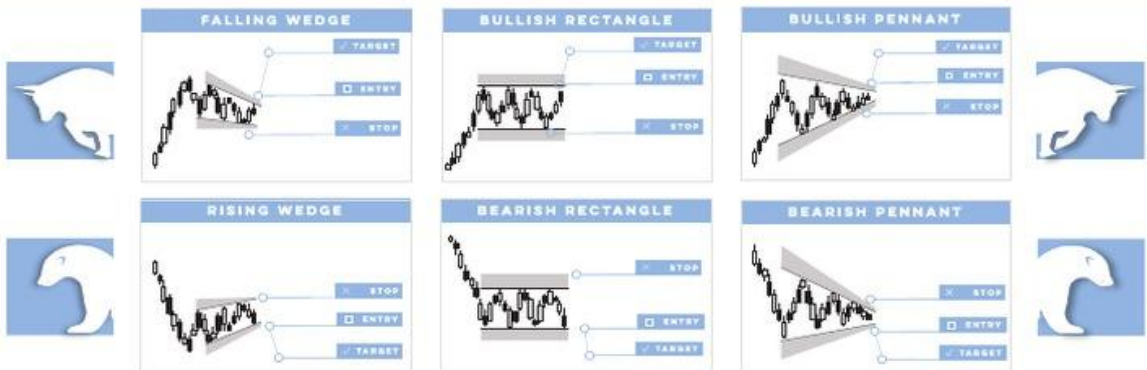 FALLING WEDGE
✓ TARGET
ENTRY
✕ STOP
BULLISH RECTANGLE
✓ TARGET
ENTRY
✕ STOP
BULLISH PENNANT
✓ TARGET
ENTRY
✕ STOP
RISING WEDGE
✕ STOP
ENTRY
✓ TARGET
BEARISH RECTANGLE
✕ STOP
ENTRY
✓ TARGET
BEARISH PENNANT
✕ STOP
ENTRY
✓ TARGET